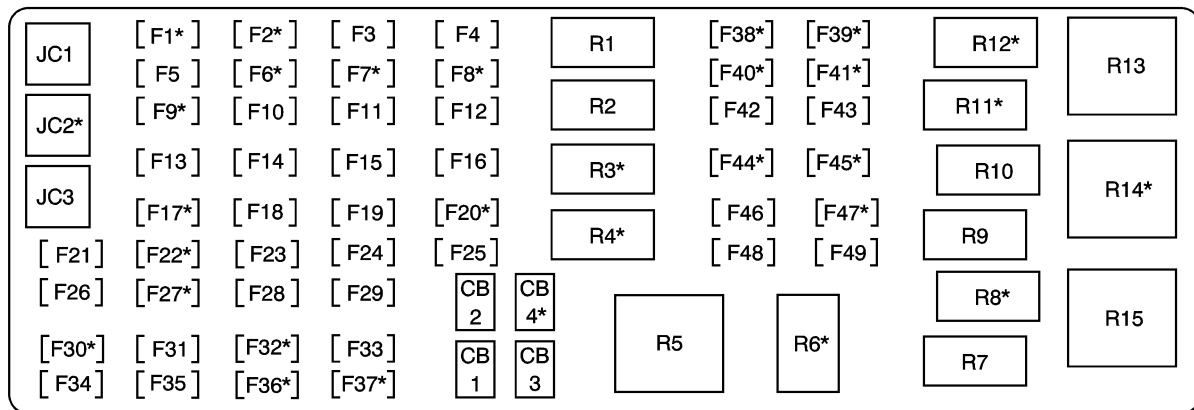 JC1 F1* F2* F3 F4 R1 F38* F39* R12* R13
F5 F6* F7* F8* F40* F41*
JC2* F9* F10 F11 F12 R2 F42 F43 R11*
F13 F14 F15 F16 R3* F44* F45* R10 R14*
JC3 F17* F18 F19 F20* R4* F46 F47* R9
F21 F22* F23 F24 F25 F48 F49
F26 F27* F28 F29 CB 2 CB 4* R8*
F30* F31 F32* F33 CB 1 CB 3 R5 R6* R7 R15
F34 F35 F36* F37*